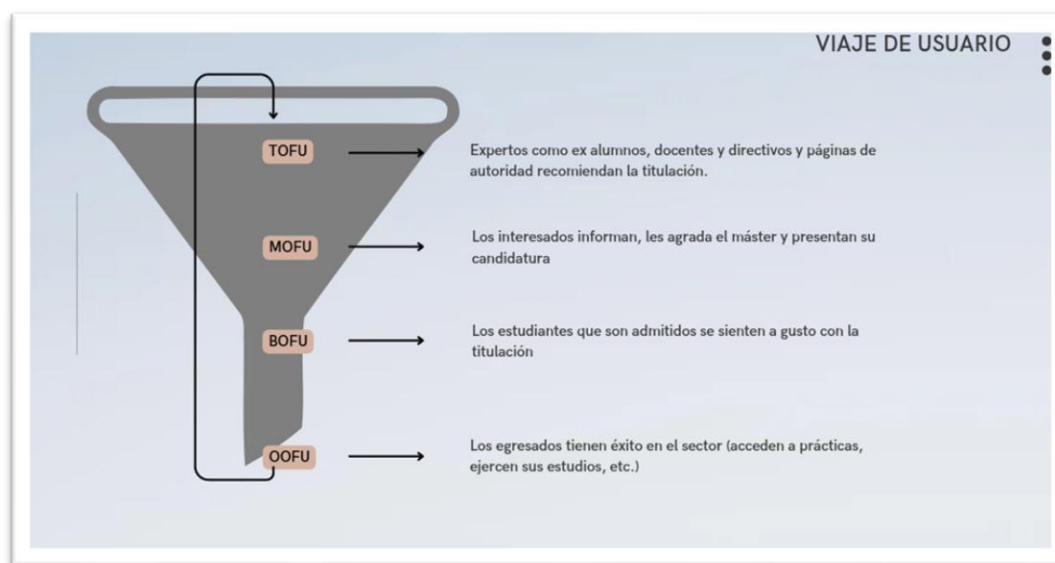 VIAJE DE USUARIO
TOFU
Expertos como ex alumnos, docentes y directivos y páginas de
autoridad recomiendan la titulación.
MOFU
Los interesados informan, les agrada el máster y presentan su
candidatura
BOFU
Los estudiantes que son admitidos se sienten a gusto con la
titulación
OOFU
Los egresados tienen éxito en el sector (acceden a prácticas,
ejercen sus estudios, etc.)